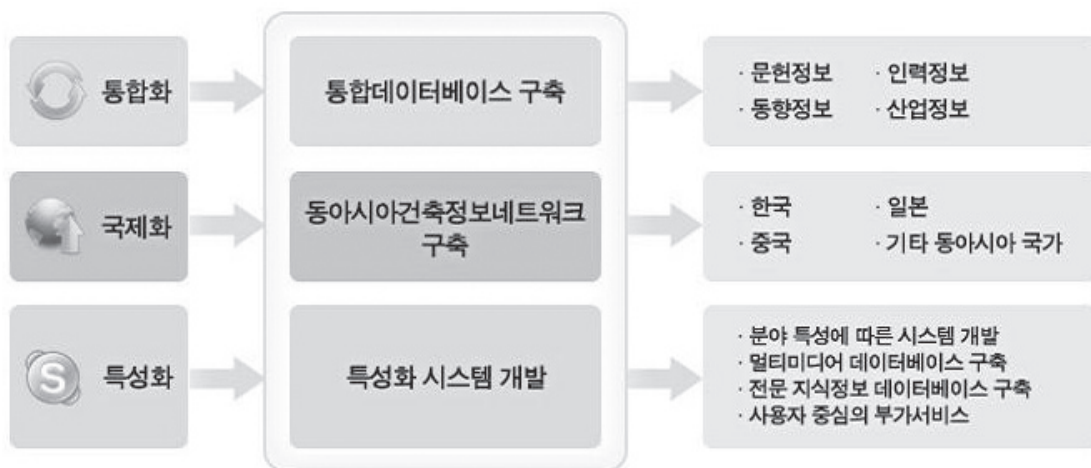 통합화
통합데이터베이스 구축
· 문헌정보 · 인력정보
· 동향정보 · 산업정보
국제화
동아시아건축정보네트워크
구축
· 한국 · 일본
· 중국 · 기타 동아시아 국가
S
특성화
특성화 시스템 개발
· 분야 특성에 따른 시스템 개발
· 멀티미디어 데이터베이스 구축
· 전문 지식정보 데이터베이스 구축
· 사용자 중심의 부가서비스